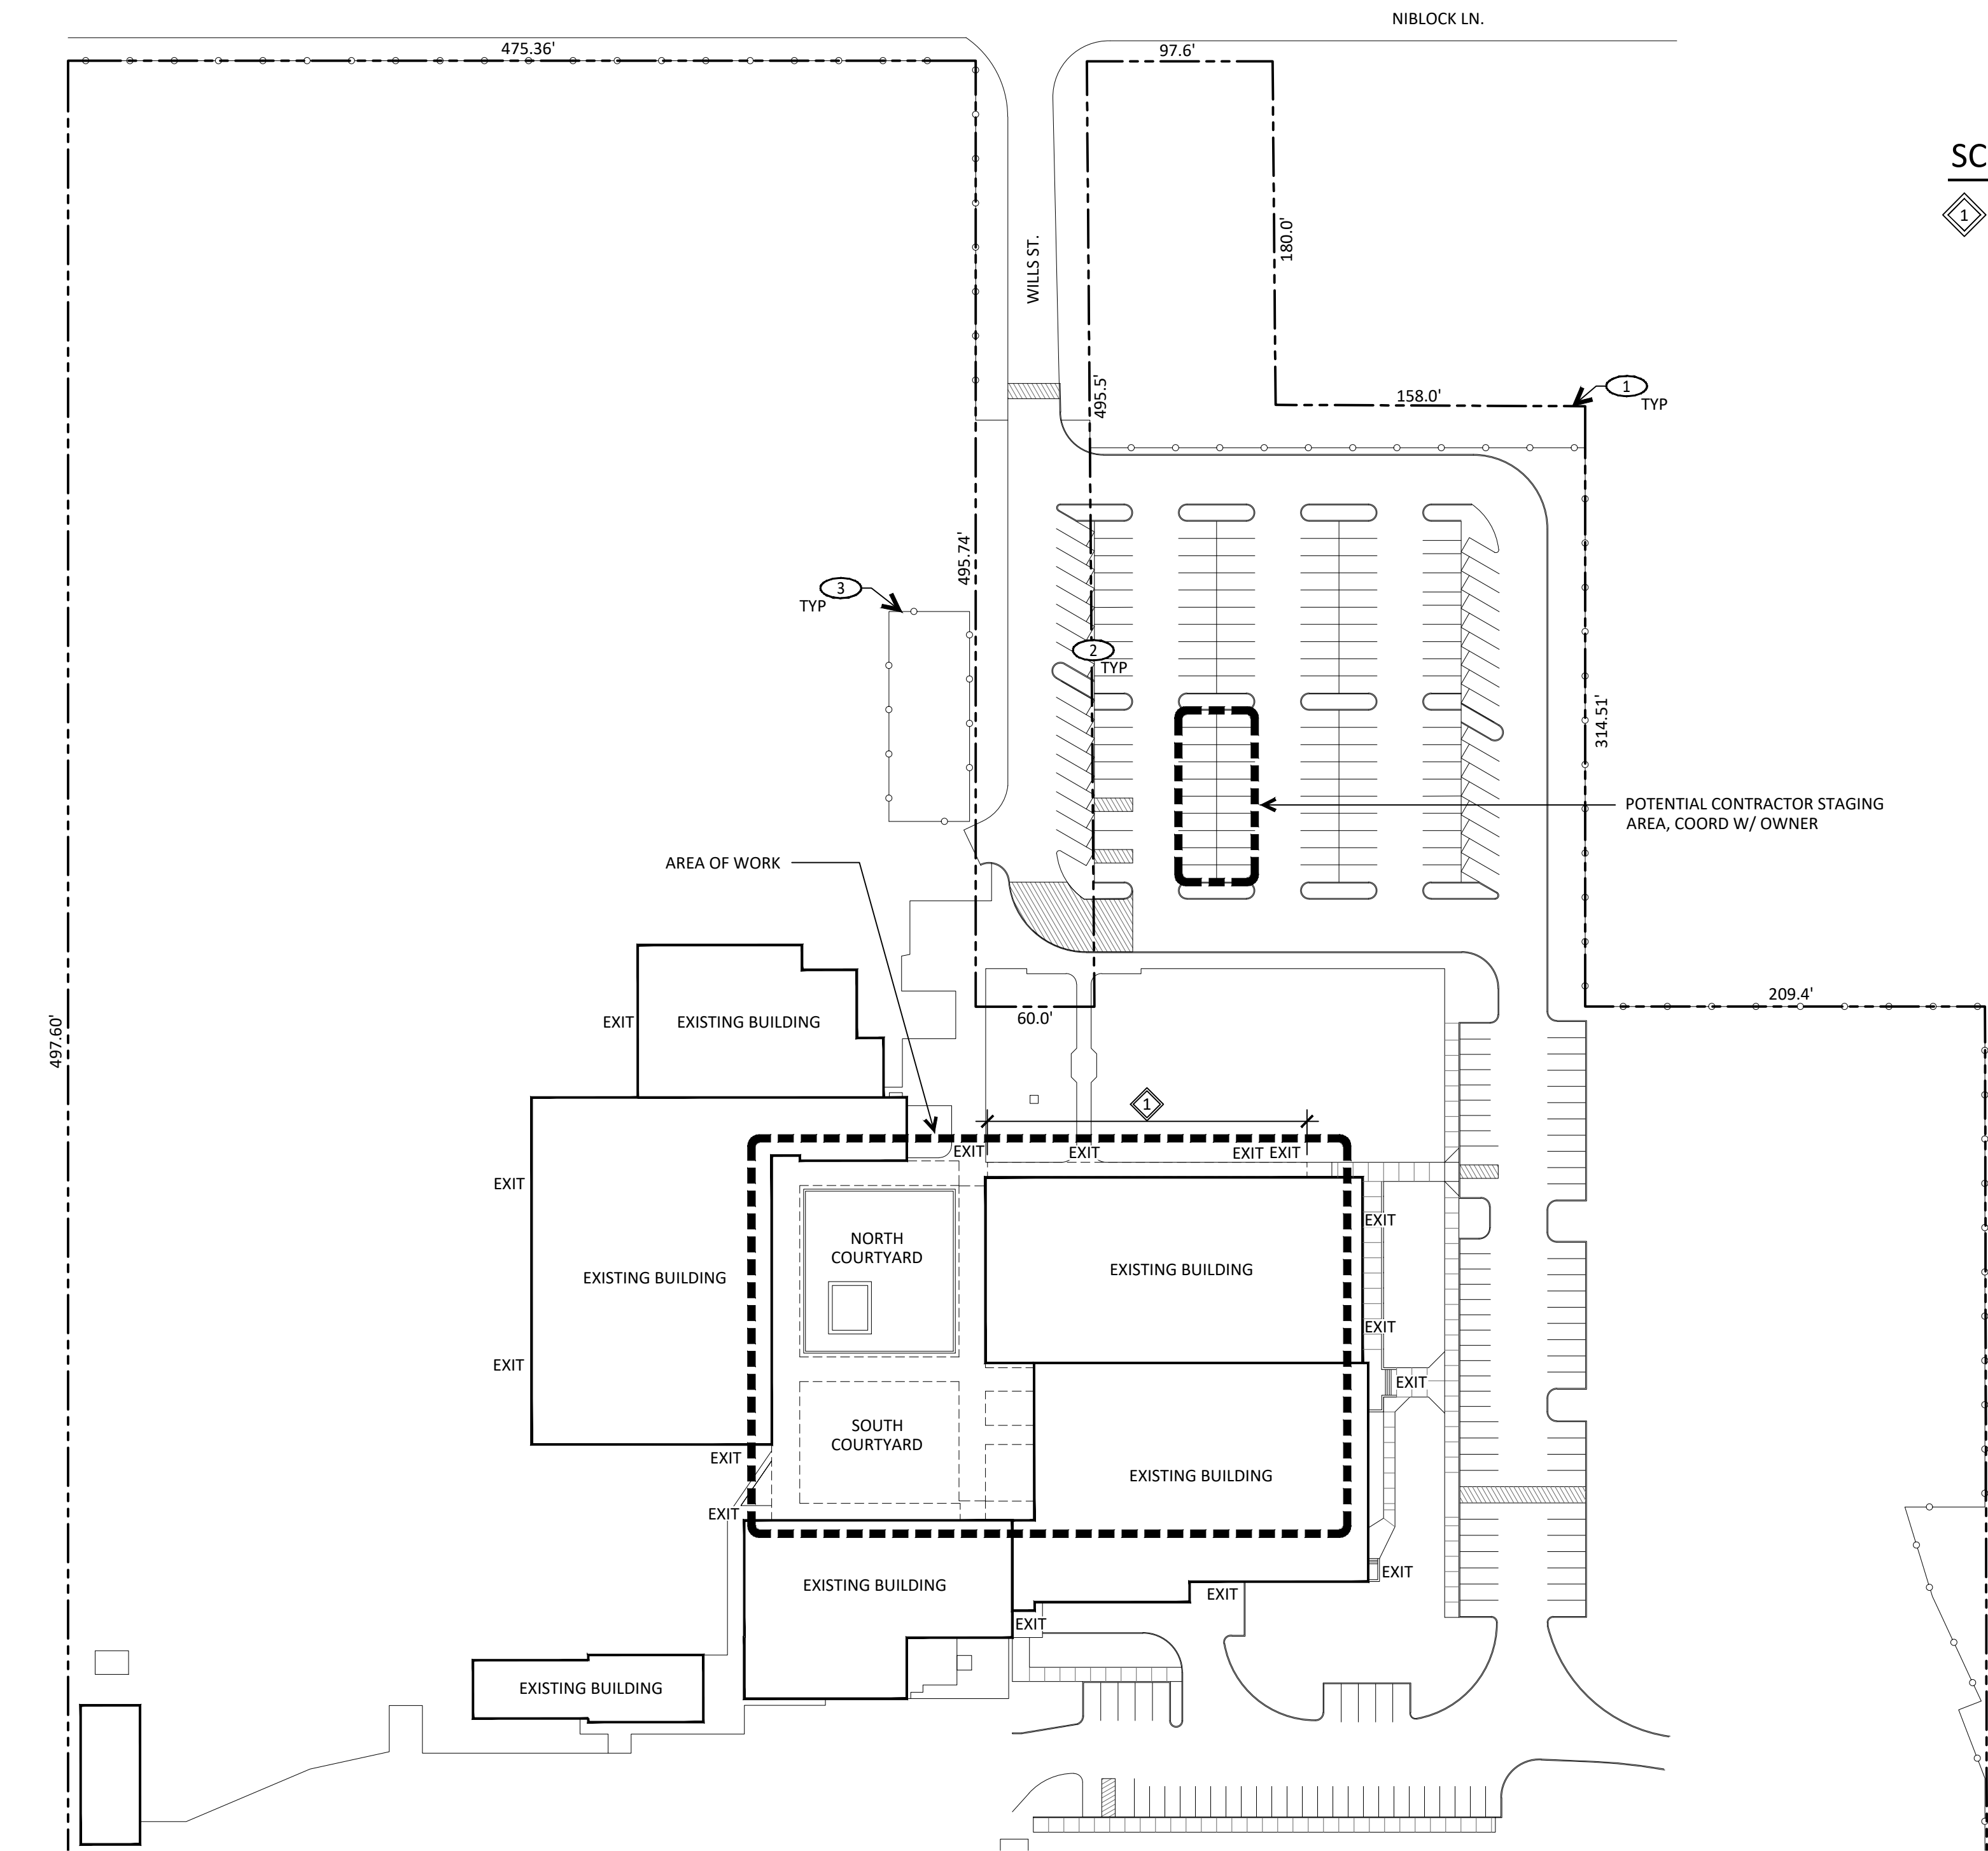 NIBLOCK LN.
475.36'
97.6'
SC
1
180.0'
WILLS ST.
495.5'
158.0'
1
TYP
495.74'
3
TYP
2
TYP
314.51'
POTENTIAL CONTRACTOR STAGING
AREA, COORD W/ OWNER
AREA OF WORK
209.4'
60.0'
497.60'
EXIT
EXISTING BUILDING
1
EXIT
EXIT
EXIT
EXIT
EXIT
EXIT
NORTH
COURTYARD
EXISTING BUILDING
EXISTING BUILDING
EXIT
EXIT
EXIT
SOUTH
COURTYARD
EXIT
EXISTING BUILDING
EXIT
EXIT
EXISTING BUILDING
EXIT
EXIT
EXIT
EXISTING BUILDING